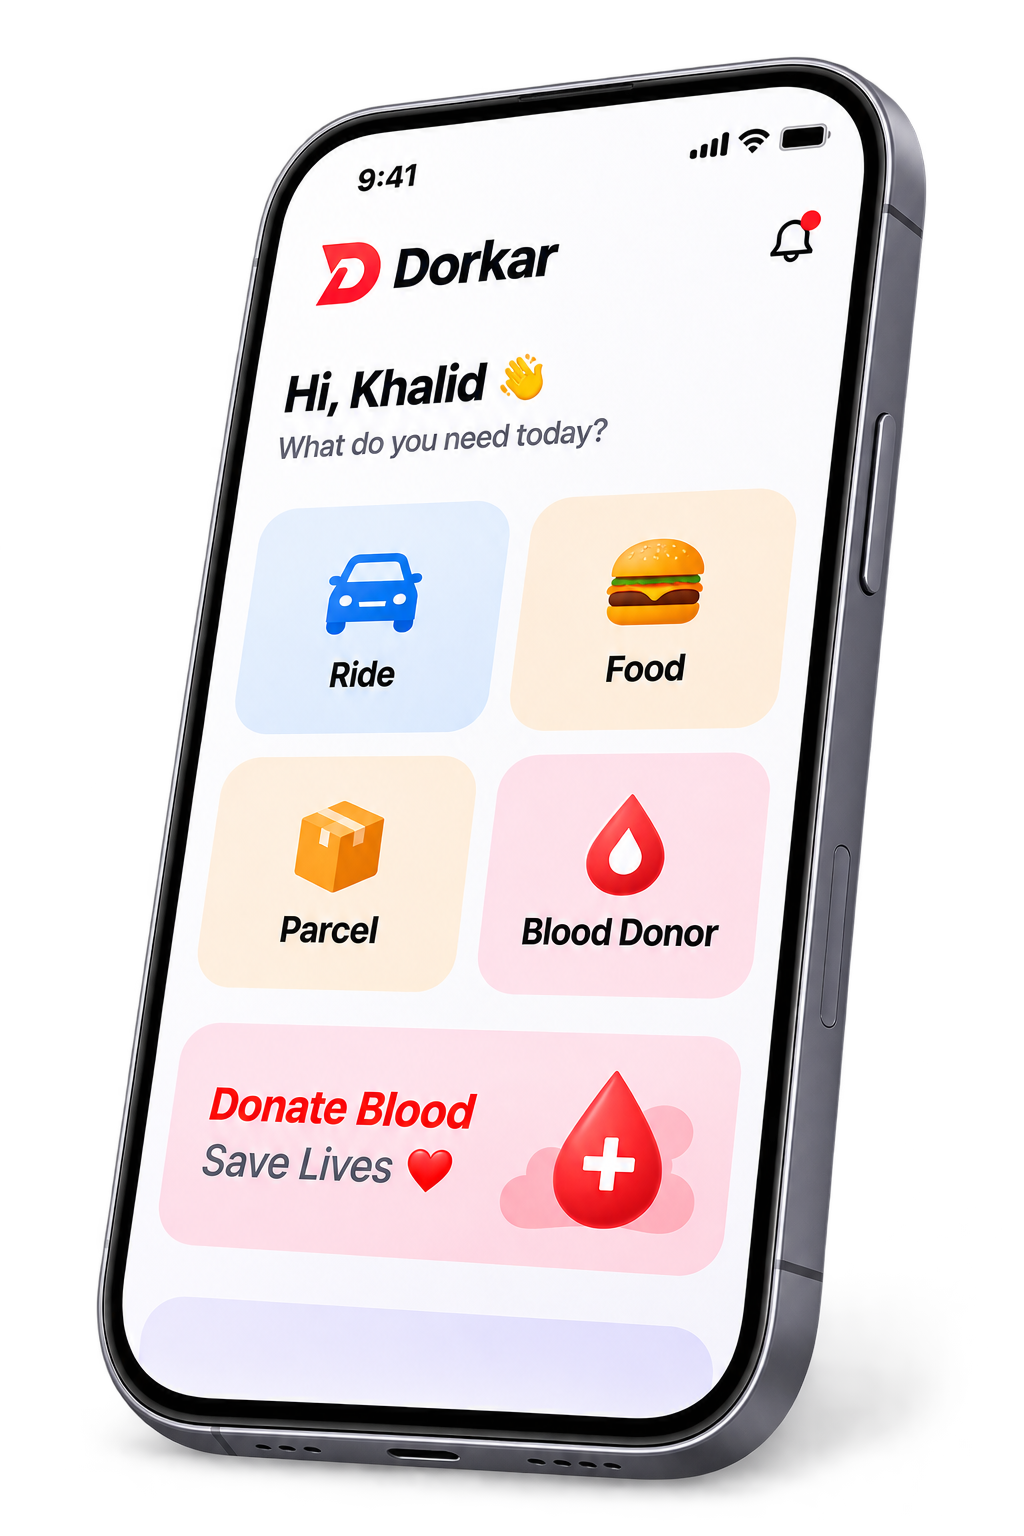 9:41
Dorkar
Hi, Khalid 👋
What do you need today?
Ride
Food
Parcel
Blood Donor
Donate Blood
Save Lives ❤️